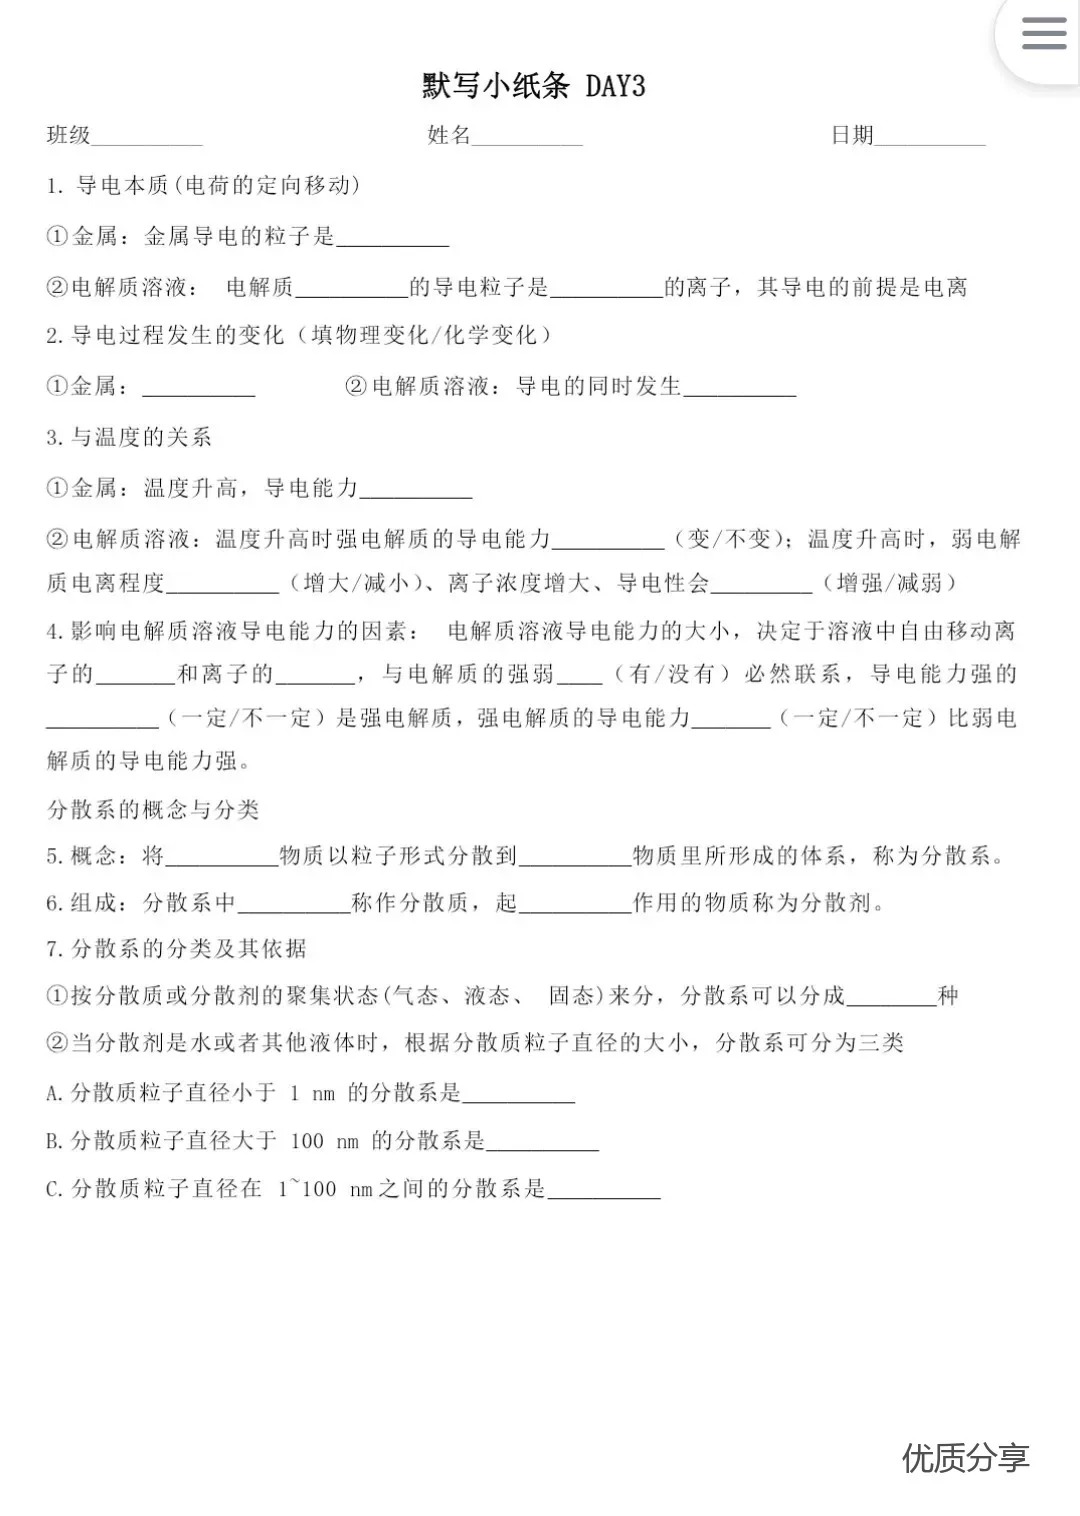 默写小纸条 DAY3
班级__________ 姓名__________ 日期__________
1. 导电本质(电荷的定向移动)
①金属：金属导电的粒子是__________
②电解质溶液： 电解质__________的导电粒子是__________的离子，其导电的前提是电离
2.导电过程发生的变化（填物理变化/化学变化）
①金属：__________ ②电解质溶液：导电的同时发生__________
3.与温度的关系
①金属：温度升高，导电能力__________
②电解质溶液：温度升高时强电解质的导电能力__________（变/不变）；温度升高时，弱电解
质电离程度__________（增大/减小）、离子浓度增大、导电性会_________（增强/减弱）
4.影响电解质溶液导电能力的因素： 电解质溶液导电能力的大小，决定于溶液中自由移动离
子的_______和离子的_______，与电解质的强弱____（有/没有）必然联系，导电能力强的
__________（一定/不一定）是强电解质，强电解质的导电能力_______（一定/不一定）比弱电
解质的导电能力强。
分散系的概念与分类
5.概念：将__________物质以粒子形式分散到__________物质里所形成的体系，称为分散系。
6.组成：分散系中__________称作分散质，起__________作用的物质称为分散剂。
7.分散系的分类及其依据
①按分散质或分散剂的聚集状态(气态、液态、 固态)来分，分散系可以分成________种
②当分散剂是水或者其他液体时，根据分散质粒子直径的大小，分散系可分为三类
A.分散质粒子直径小于 1 nm 的分散系是__________
B.分散质粒子直径大于 100 nm 的分散系是__________
C.分散质粒子直径在 1~100 nm之间的分散系是__________
优质分享